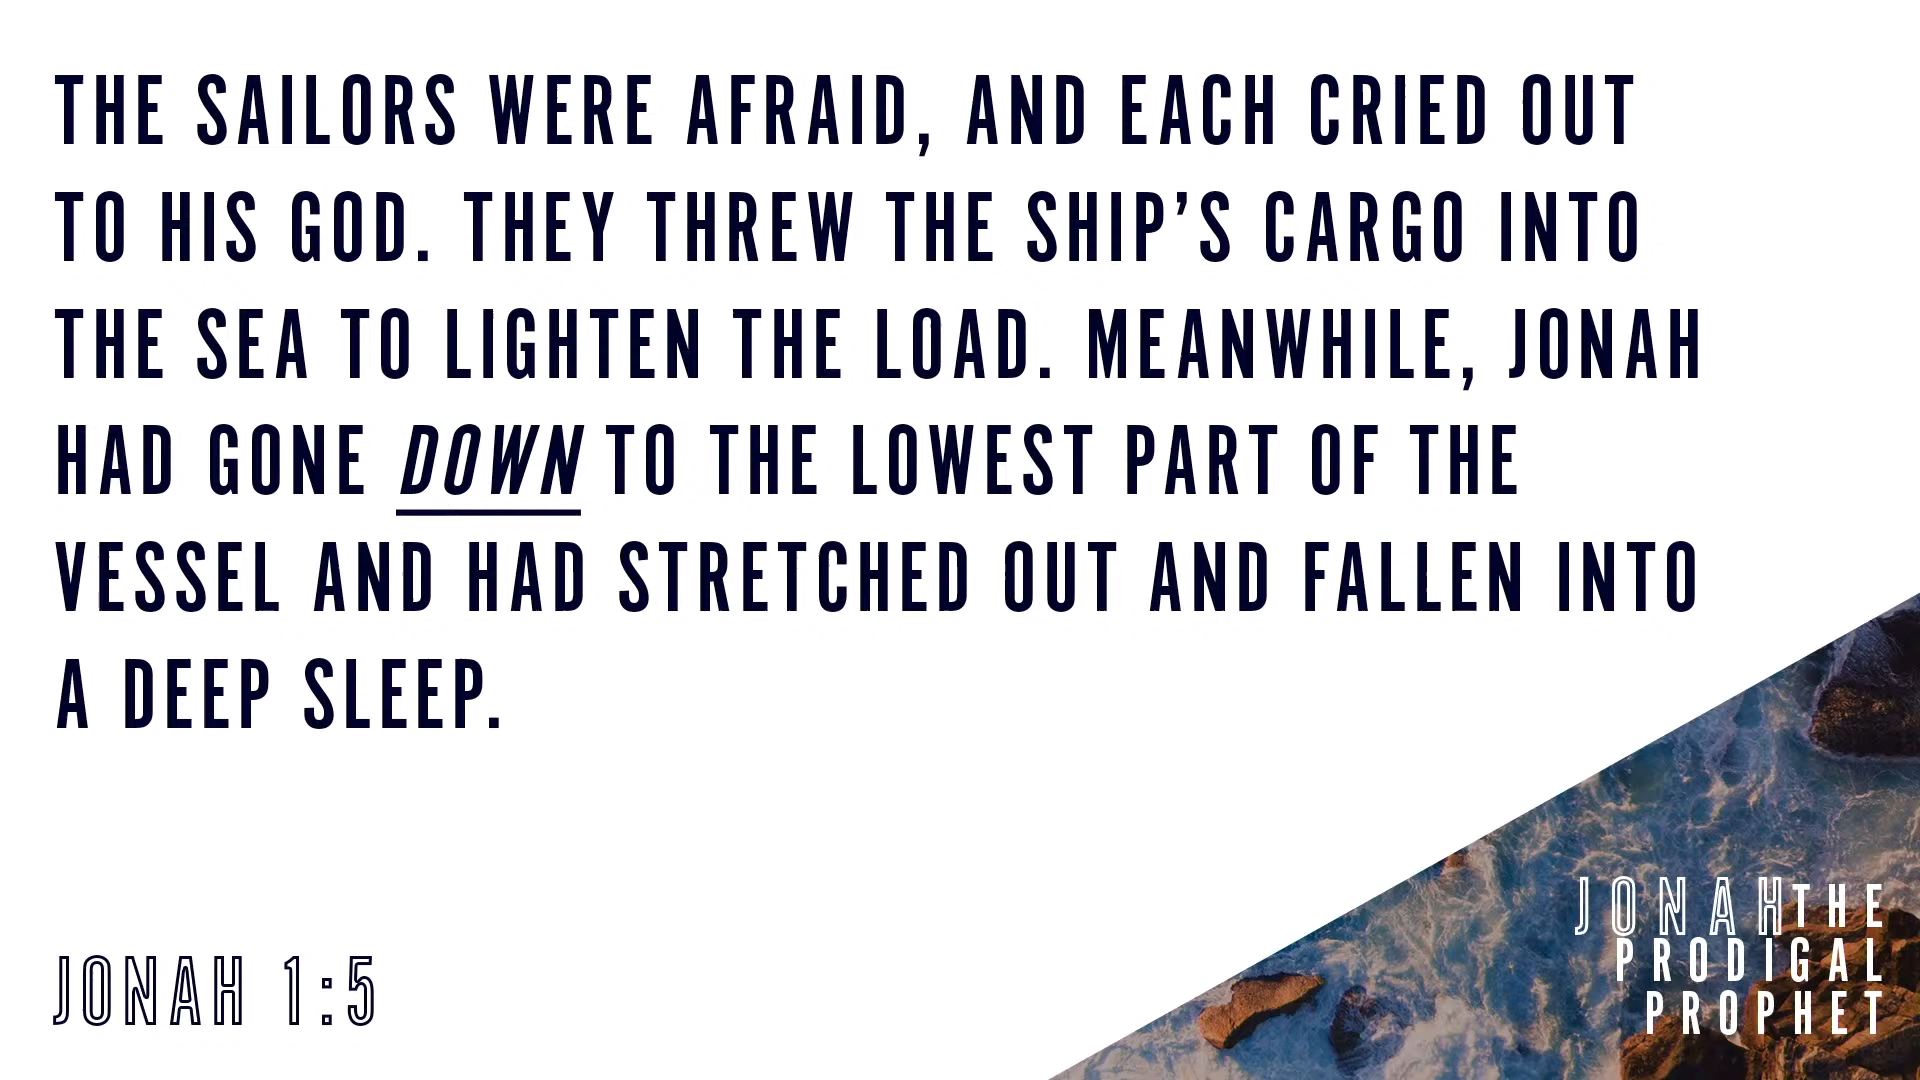 THE SAILORS WERE AFRAID, AND EACH CRIED OUT
TO HIS GOD. THEY THREW THE SHIP’S CARGO INTO
THE SEA TO LIGHTEN THE LOAD. MEANWHILE, JONAH
HAD GONE DOWN TO THE LOWEST PART OF THE
VESSEL AND HAD STRETCHED OUT AND FALLEN INTO
A DEEP SLEEP.
JONAH 1:5
JONAH THE
PRODIGAL
PROPHET